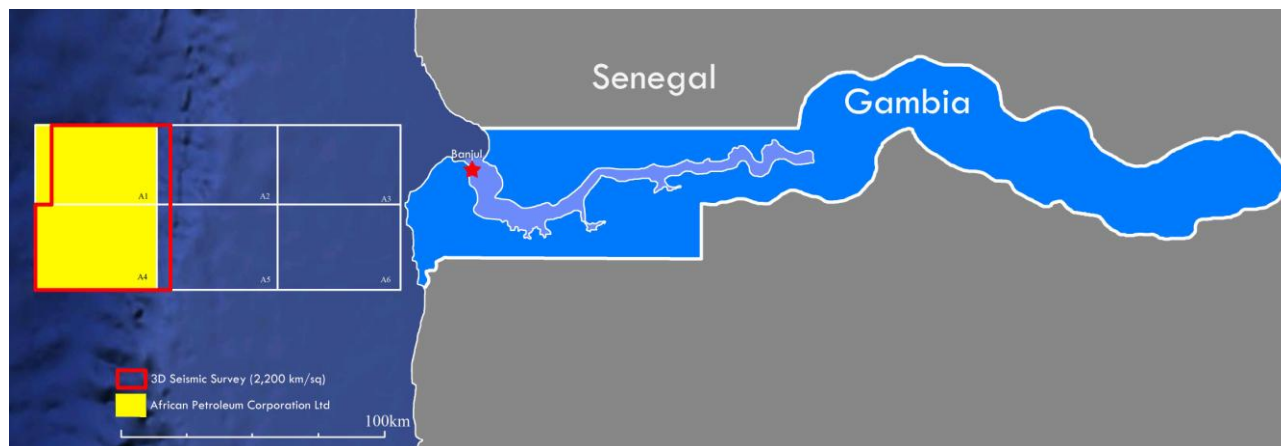 Senegal
Gambia
Banjul
A1
A2
A3
A4
A5
A6
3D Seismic Survey (2,200 km/sq)
African Petroleum Corporation Ltd
100km